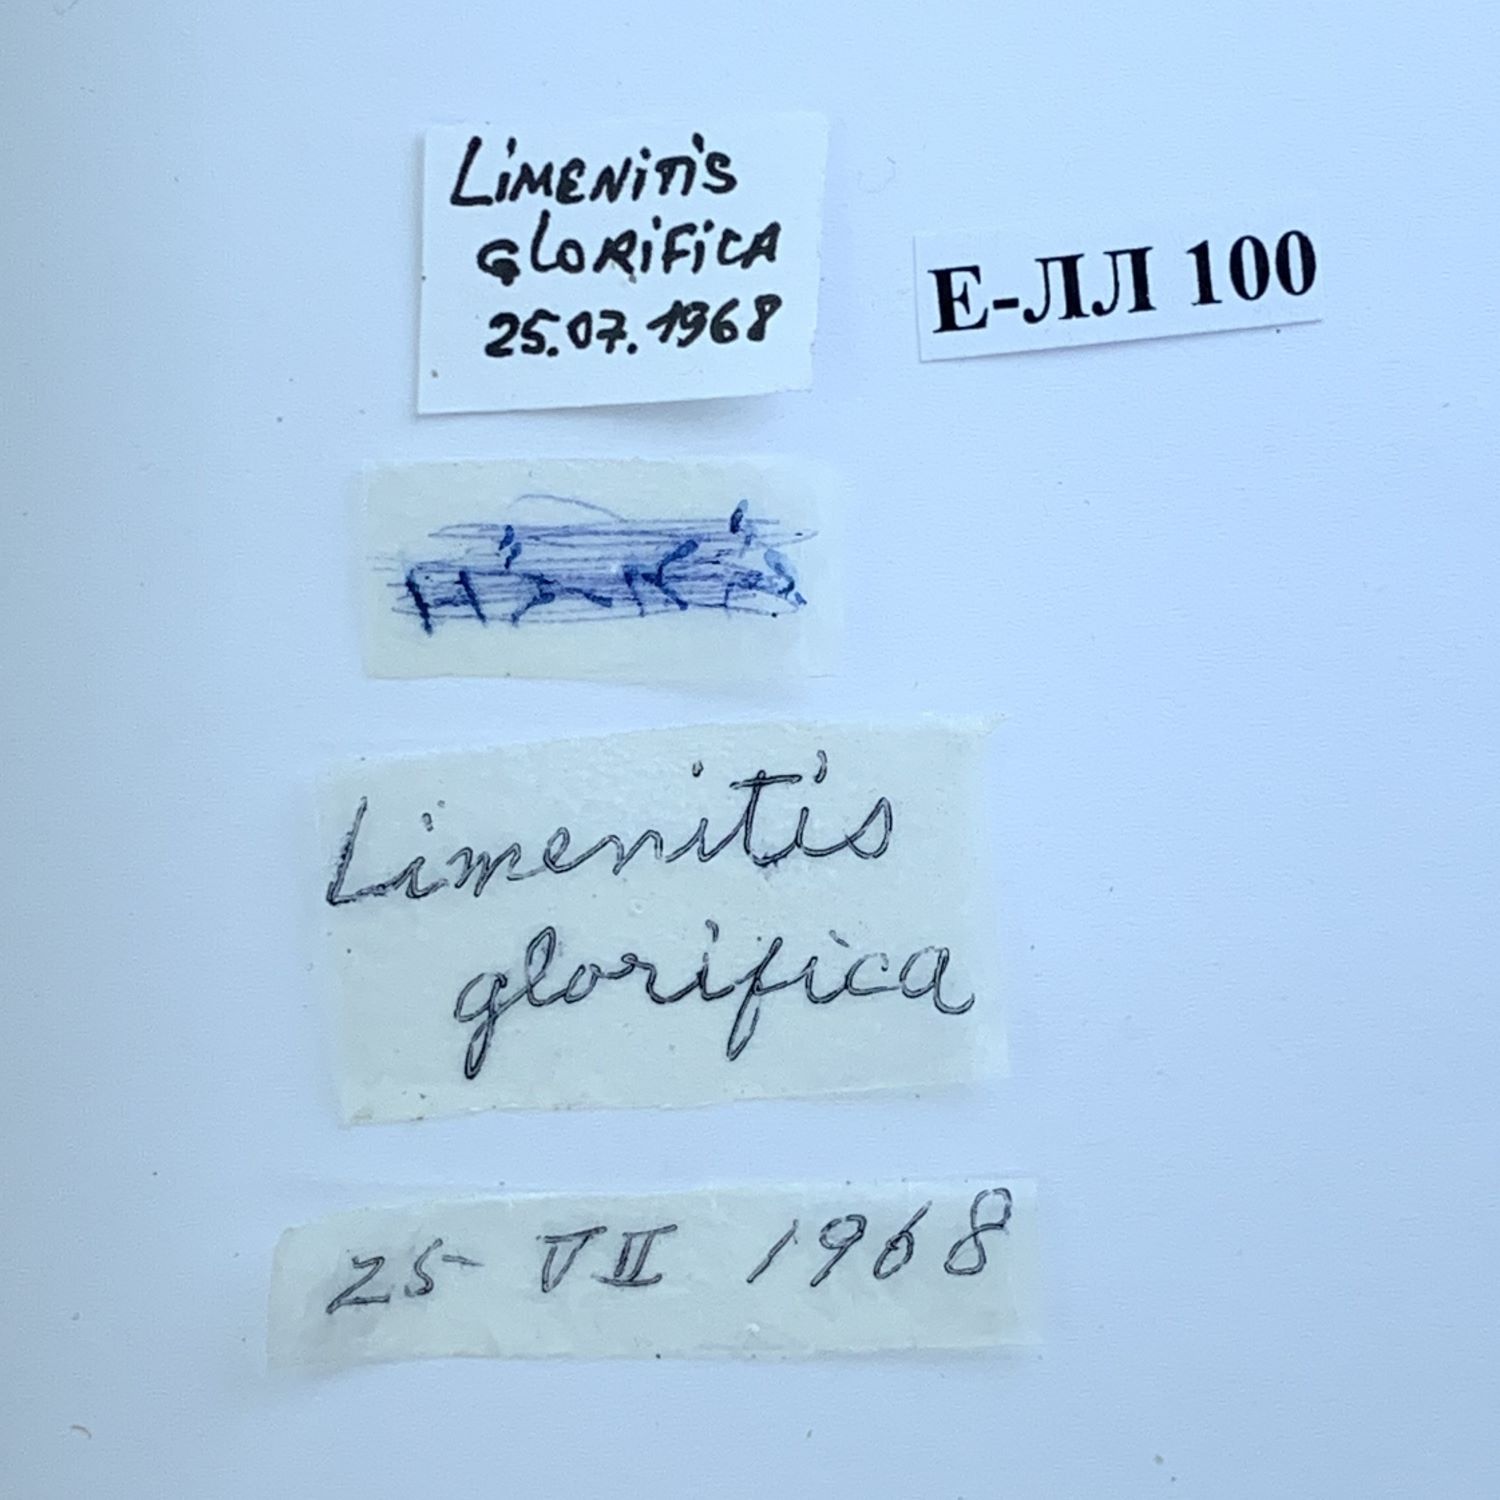 LiMENiTiS
GLORiFiCA
25.07.1968
Е-ЛЛ 100
Limenitis
glorifica
25 VII 1968